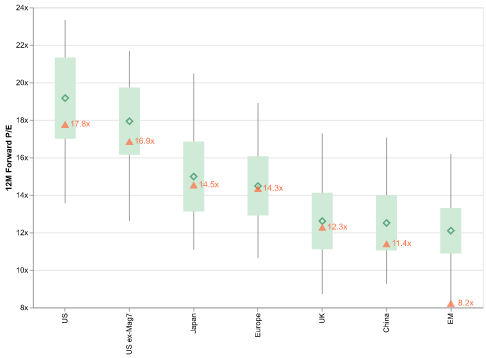 24x
22x
20x
18x
16x
14x
12x
10x
8x
12M Forward P/E
17.8x
16.9x
14.5x
14.3x
12.3x
11.4x
8.2x
US
US ex-Mag7
Japan
Europe
UK
China
EM